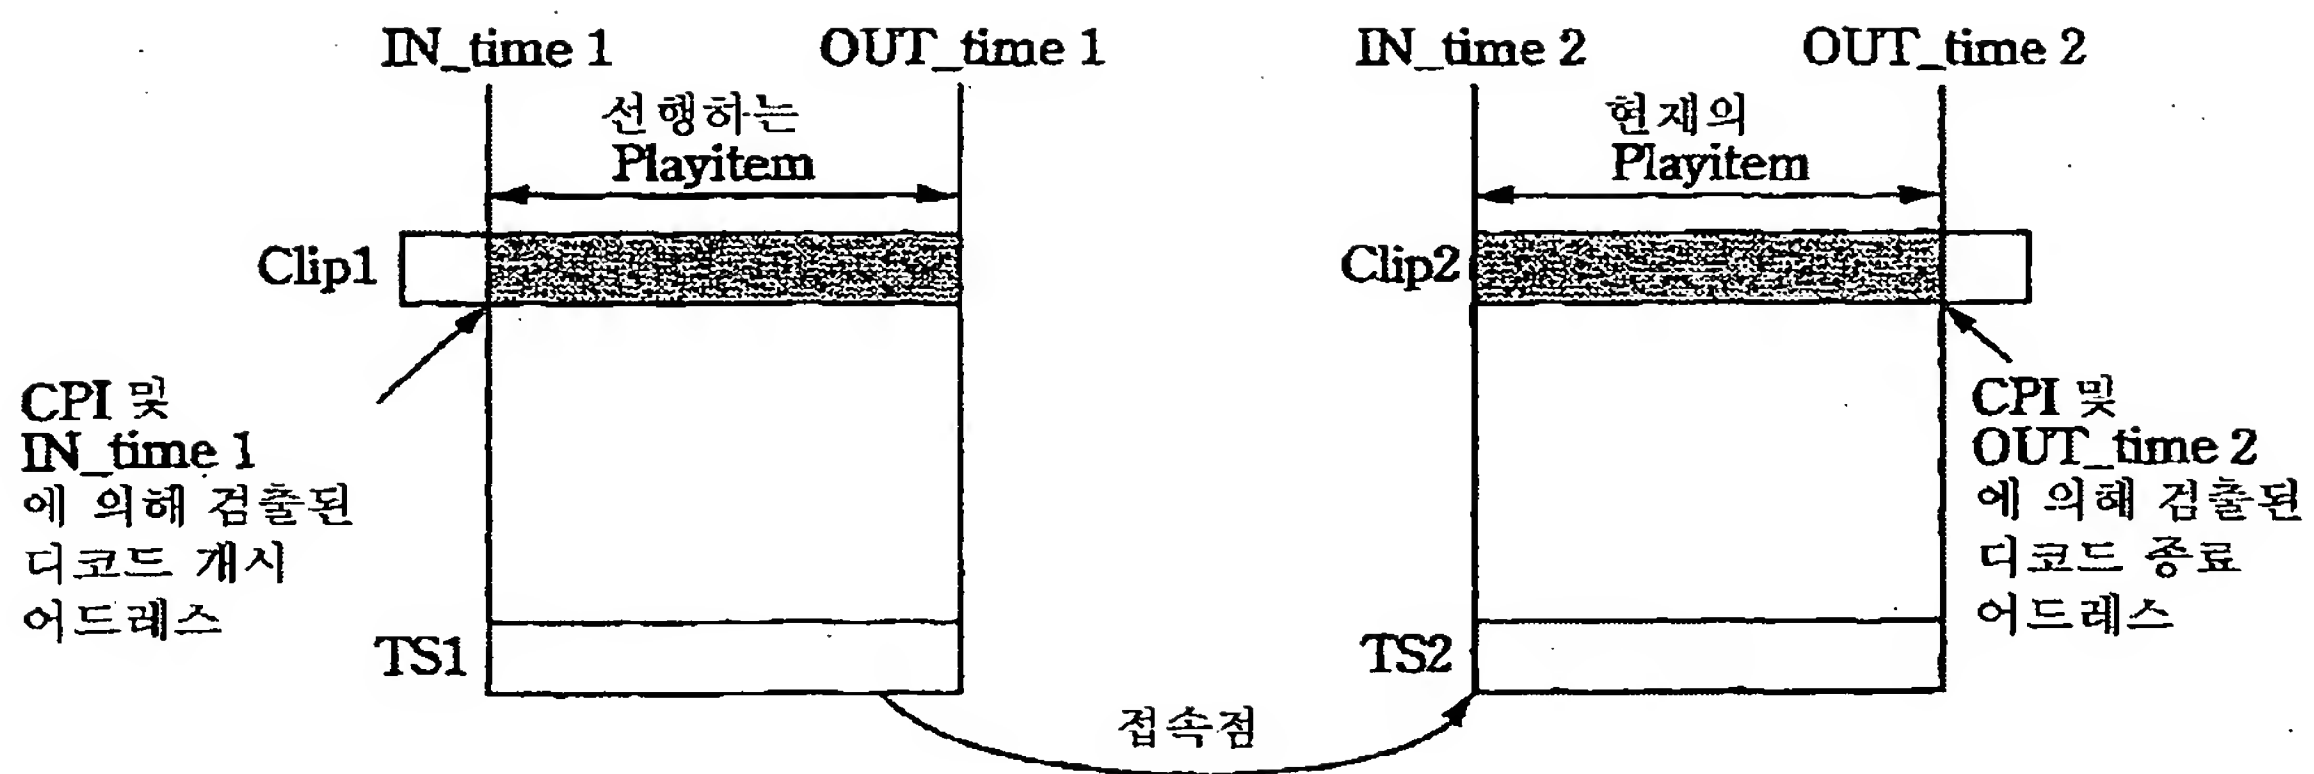 IN_time 1
OUT_time 1
IN_time 2
OUT_time 2
선행하는
Playitem
현재의
Playitem
Clip1
Clip2
CPI 및
IN_time 1
에 의해 검출된
디코드 개시
어드레스
CPI 및
OUT_time 2
에 의해 검출된
디코드 종료
어드레스
TS1
TS2
접속점